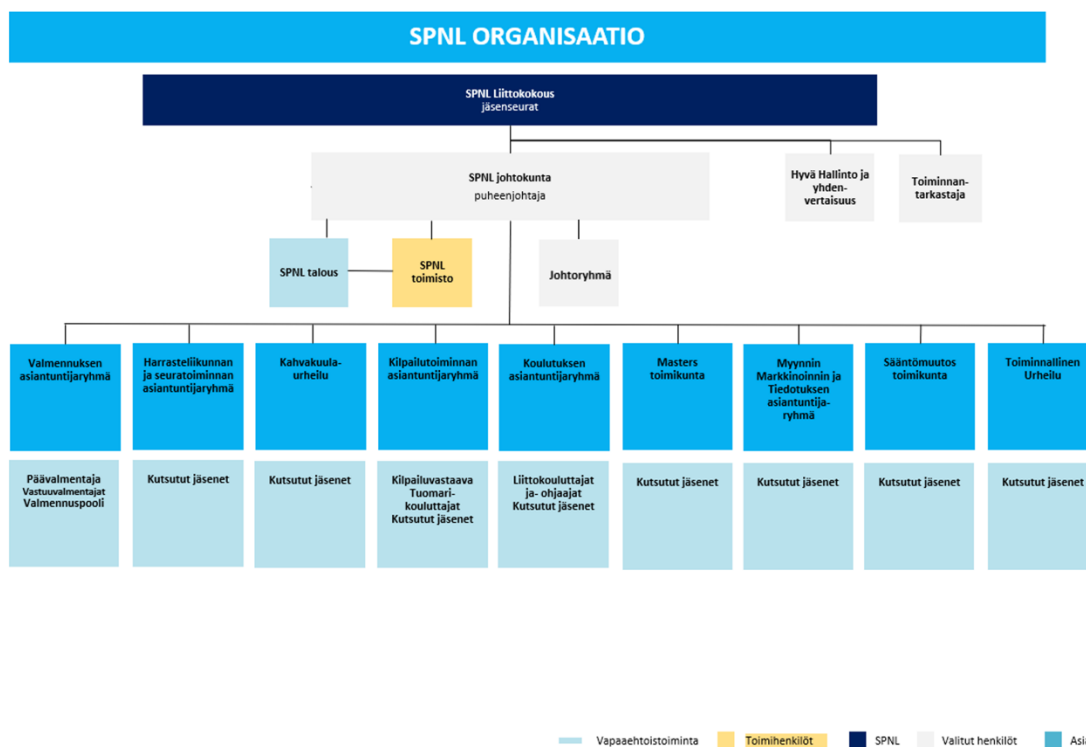 SPNL ORGANISAATIO
SPNL Liittokokous
jäsenseurat
SPNL johtokunta
puheenjohtaja
Hyvä Hallinto ja
yhden-
vertaisuus
Toiminnan-
tarkastaja
SPNL talous
SPNL
toimisto
Johtoryhmä
Valmennuksen
asiantuntijaryhmä
Harrasteliikunnan
ja seuratoiminnan
asiantuntijaryhmä
Kahvakuula-
urheilu
Kilpailutoiminnan
asiantuntijaryhmä
Koulutuksen
asiantuntijaryhmä
Masters
toimikunta
Myynnin
Markkinoinnin ja
Tiedotuksen
asiantuntija-
ryhmä
Sääntömuutos
toimikunta
Toiminnallinen
Urheilu
Päävalmentaja
Vastuuvalmentajat
Valmennuspooli
Kutsutut jäsenet
Kutsutut jäsenet
Kilpailuvastaava
Tuomari-
kouluttajat
Kutsutut jäsenet
Liittokouluttajat
ja- ohjaajat
Kutsutut jäsenet
Kutsutut jäsenet
Kutsutut jäsenet
Kutsutut jäsenet
Kutsutut jäsenet
Vapaaehtoistoiminta
Toimihenkilöt
SPNL
Valitut henkilöt